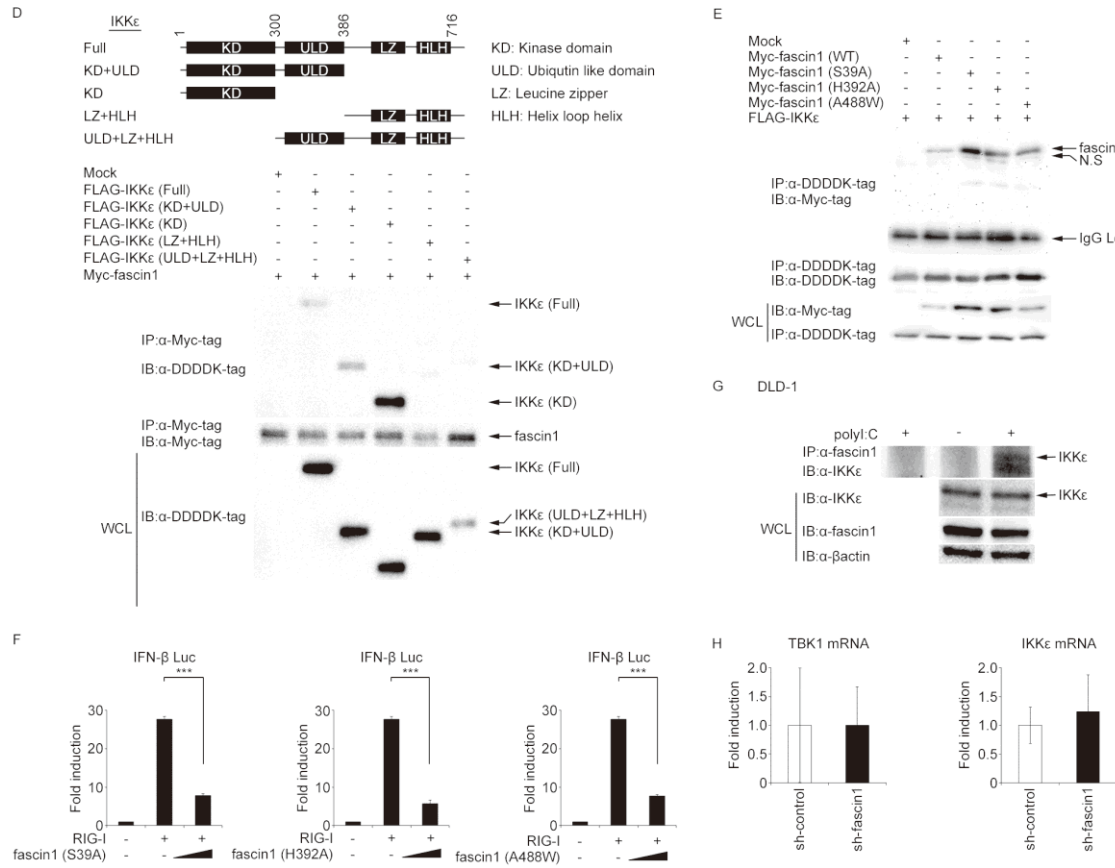 D
IKKε
1 300 386 716
Full KD ULD LZ HLH KD: Kinase domain
KD+ULD KD ULD ULD: Ubiqutin like domain
KD KD LZ: Leucine zipper
LZ+HLH LZ HLH HLH: Helix loop helix
ULD+LZ+HLH ULD LZ HLH
Mock + - - - - -
FLAG-IKKε (Full) - + - - - -
FLAG-IKKε (KD+ULD) - - + - - -
FLAG-IKKε (KD) - - - + - -
FLAG-IKKε (LZ+HLH) - - - - + -
FLAG-IKKε (ULD+LZ+HLH) - - - - - +
Myc-fascin1 + + + + + +
IKKε (Full)
IP:α-Myc-tag
IB:α-DDDDK-tag
IKKε (KD+ULD)
IKKε (KD)
IP:α-Myc-tag
IB:α-Myc-tag
fascin1
IKKε (Full)
WCL
IB:α-DDDDK-tag
IKKε (ULD+LZ+HLH)
IKKε (KD+ULD)
E
Mock + - - - -
Myc-fascin1 (WT) - + - - -
Myc-fascin1 (S39A) - - + - -
Myc-fascin1 (H392A) - - - + -
Myc-fascin1 (A488W) - - - - +
FLAG-IKKε + + + + +
fascin
N.S
IP:α-DDDDK-tag
IB:α-Myc-tag
IgG L
IP:α-DDDDK-tag
IB:α-DDDDK-tag
WCL
IB:α-Myc-tag
IP:α-DDDDK-tag
G DLD-1
polyI:C + - +
IP:α-fascin1
IB:α-IKKε
IKKε
WCL
IB:α-IKKε
IKKε
IB:α-fascin1
IB:α-βactin
F
IFN-β Luc
***
Fold induction
30
20
10
0
RIG-I - + +
fascin1 (S39A) - -
IFN-β Luc
***
Fold induction
30
20
10
0
RIG-I - + +
fascin1 (H392A) - -
IFN-β Luc
***
Fold induction
30
20
10
0
RIG-I - + +
fascin1 (A488W) - -
H
TBK1 mRNA
Fold induction
2.0
1.5
1.0
0.5
0
sh-control
sh-fascin1
IKKε mRNA
Fold induction
2.0
1.5
1.0
0.5
0
sh-control
sh-fascin1